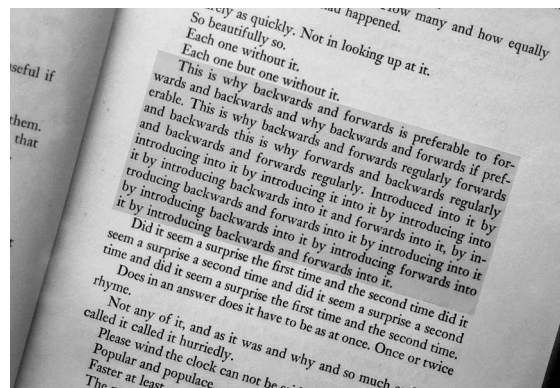 seful if
them.
that
How many and how equally
had happened.
as quickly. Not in looking up at it.
So beautifully so.
Each one without it.
Each one but one without it.
This is why backwards and forwards is preferable to for-
wards and backwards and why backwards and forwards if pref-
erable. This is why backwards and forwards regularly forwards
and backwards this is why forwards and backwards regularly
and backwards and forwards regularly. Introduced into it by
introducing into it by introducing it into it by introducing into
it by introducing backwards into it and forwards into it, by in-
troducing backwards and forwards into it by introducing into it
by introducing backwards into it by introducing forwards into
it by introducing backwards and forwards into it.
Did it seem a surprise the first time and the second time did it
seem a surprise a second time and did it seem a surprise a second
time and did it seem a surprise the first time and the second time.
Does in an answer does it have to be as at once. Once or twice
rhyme.
Not any of it, and as it was and why and so much
called it called it hurriedly.
Please wind the clock can not be
Popular and populace.
Faster at least